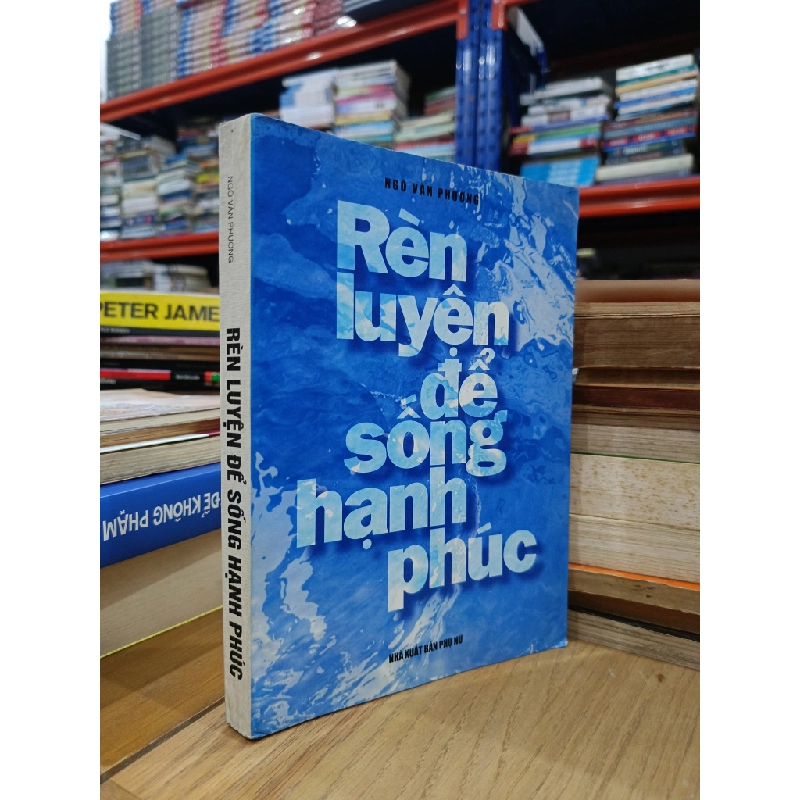 NGÔ VĂN PHƯƠNG
Rèn
luyện
để
sống
hạnh
phúc
NHÀ XUẤT BẢN PHỤ NỮ
NGÔ VĂN PHƯƠNG
RÈN LUYỆN ĐỂ SỐNG HẠNH PHÚC
PETER JAME
ĐỂ KHÔNG PHẠM